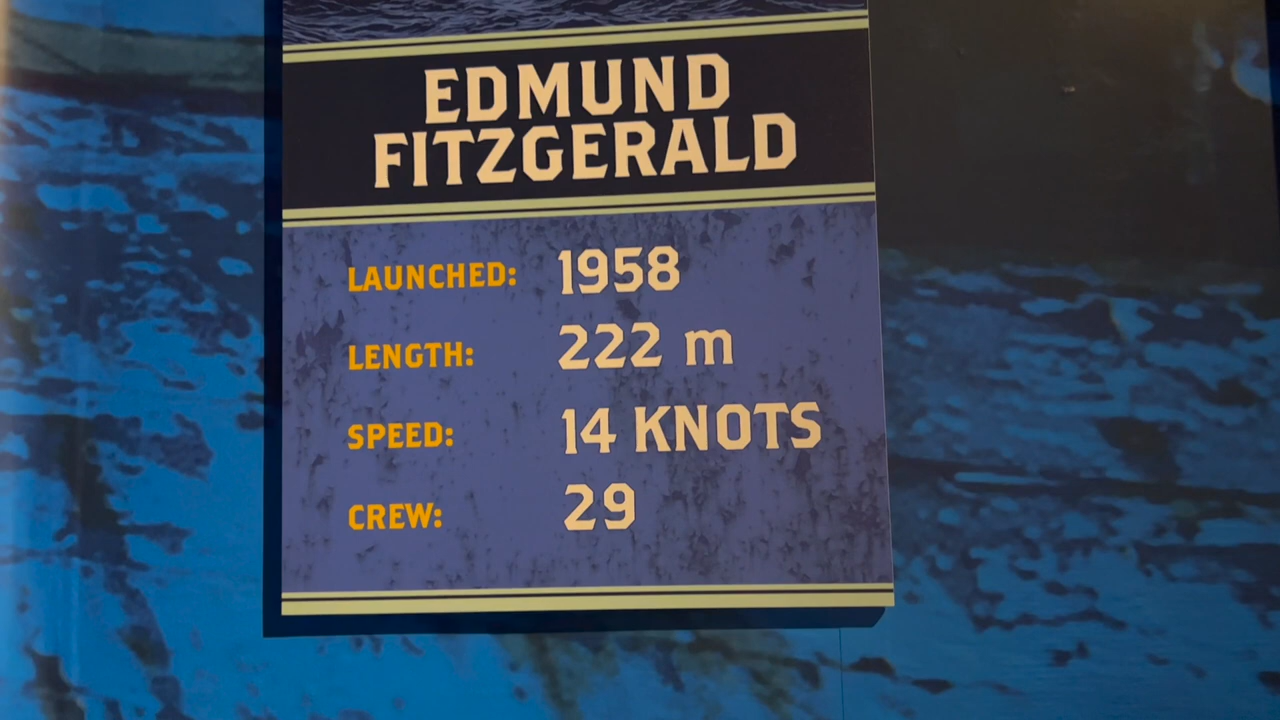 EDMUND
FITZGERALD
LAUNCHED: 1958
LENGTH: 222 m
SPEED: 14 KNOTS
CREW: 29